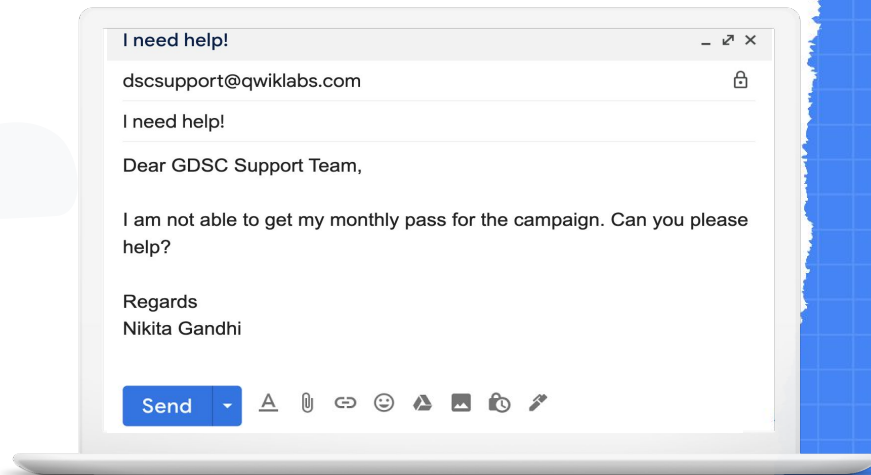 I need help!
dscsupport@qwiklabs.com
I need help!
Dear GDSC Support Team,
I am not able to get my monthly pass for the campaign. Can you please
help?
Regards
Nikita Gandhi
Send